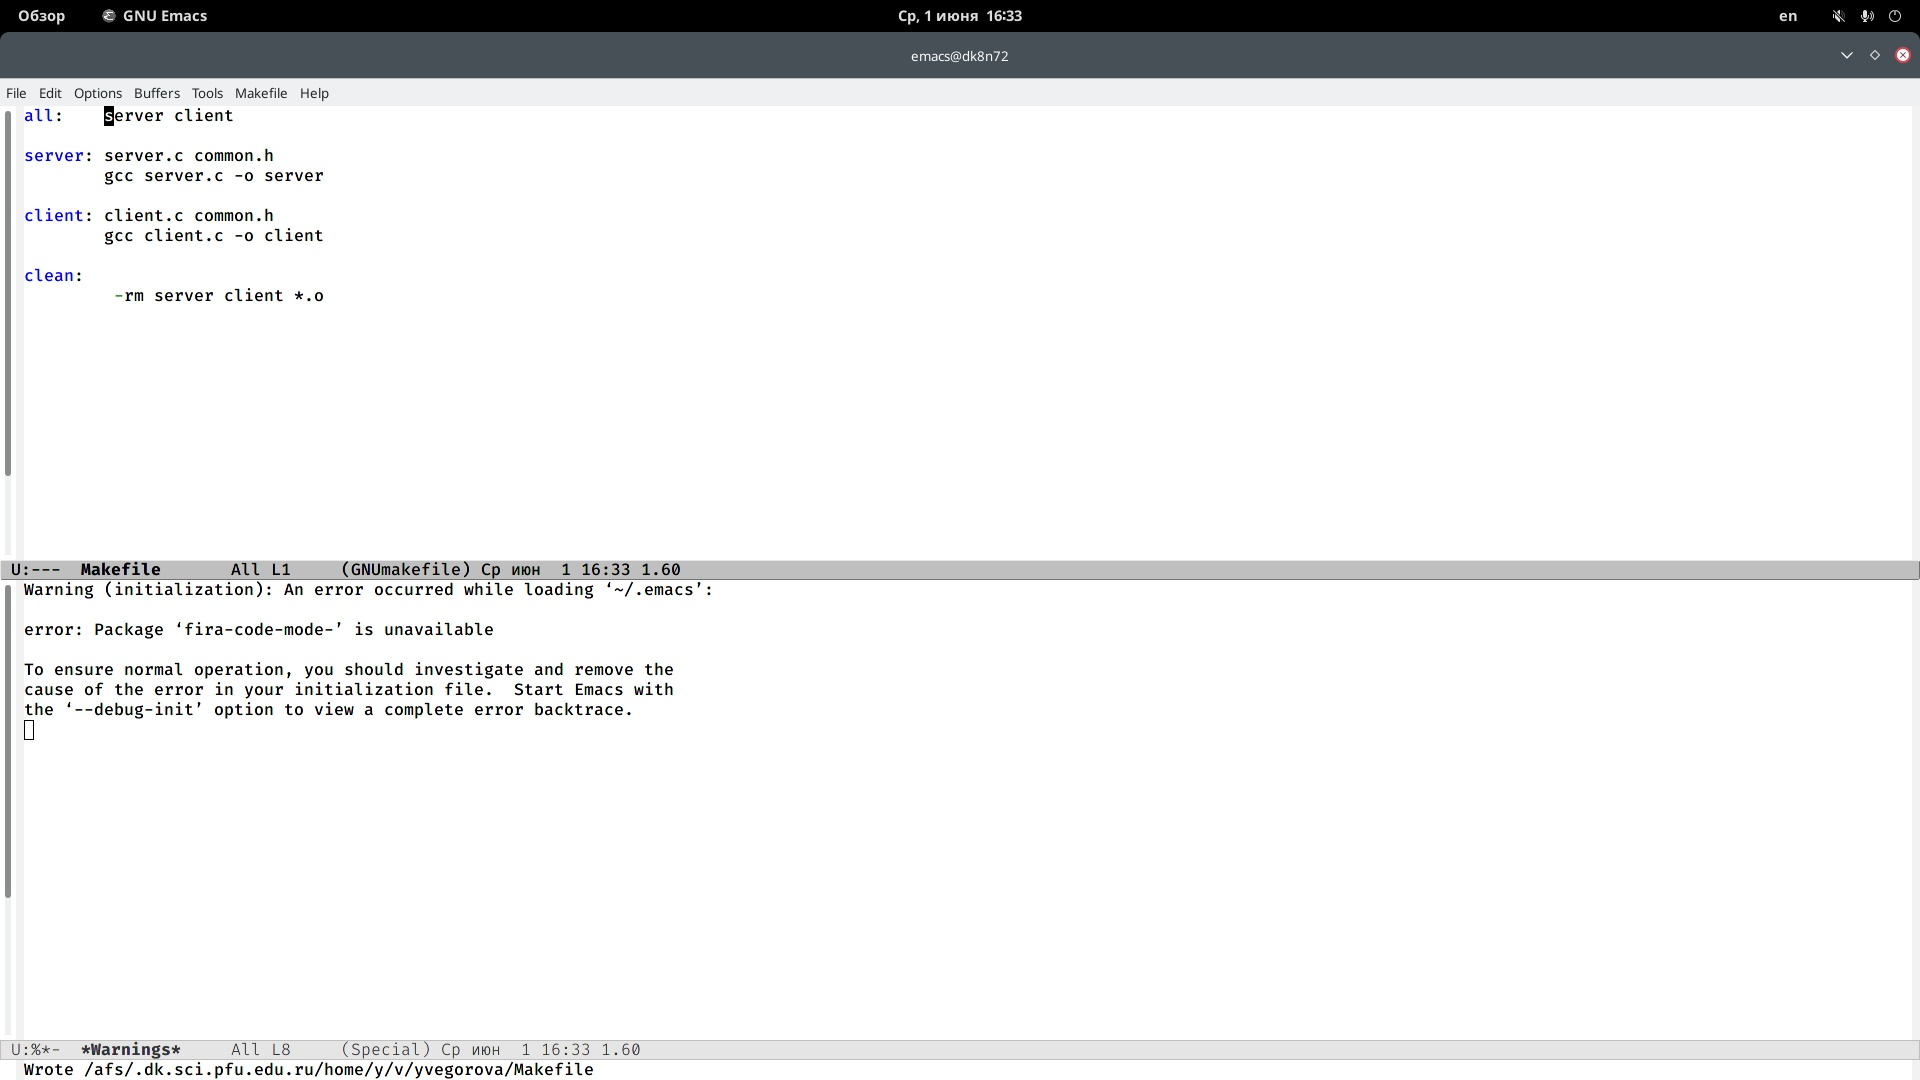 Обзор GNU Emacs Ср, 1 июня 16:33 en
emacs@dk8n72
File Edit Options Buffers Tools Makefile Help
all:    server client
server: server.c common.h
        gcc server.c -o server
client: client.c common.h
        gcc client.c -o client
clean:
         -rm server client *.o
U:---  Makefile       All L1     (GNUmakefile) Ср июн  1 16:33 1.60
Warning (initialization): An error occurred while loading ‘~/.emacs’:
error: Package ‘fira-code-mode-’ is unavailable
To ensure normal operation, you should investigate and remove the
cause of the error in your initialization file.  Start Emacs with
the ‘--debug-init’ option to view a complete error backtrace.
U:%*-  *Warnings*     All L8     (Special) Ср июн  1 16:33 1.60
Wrote /afs/.dk.sci.pfu.edu.ru/home/y/v/yvegorova/Makefile